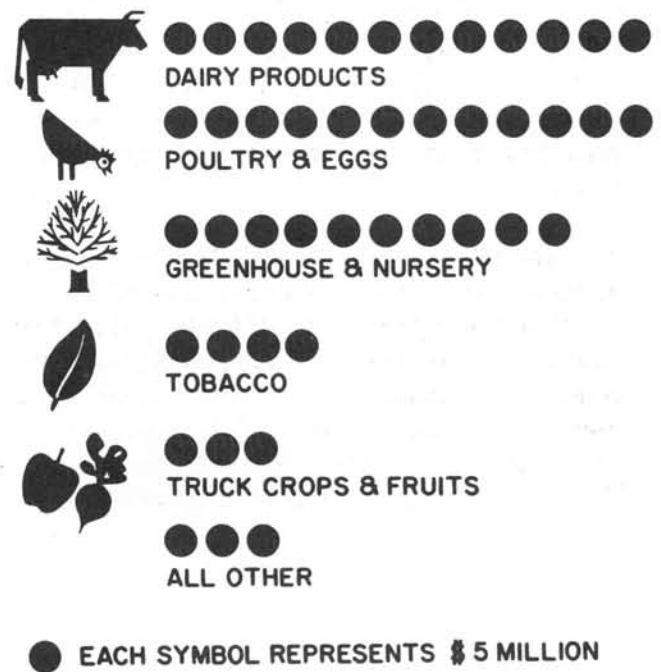 DAIRY PRODUCTS
POULTRY & EGGS
GREENHOUSE & NURSERY
TOBACCO
TRUCK CROPS & FRUITS
ALL OTHER
EACH SYMBOL REPRESENTS $ 5 MILLION